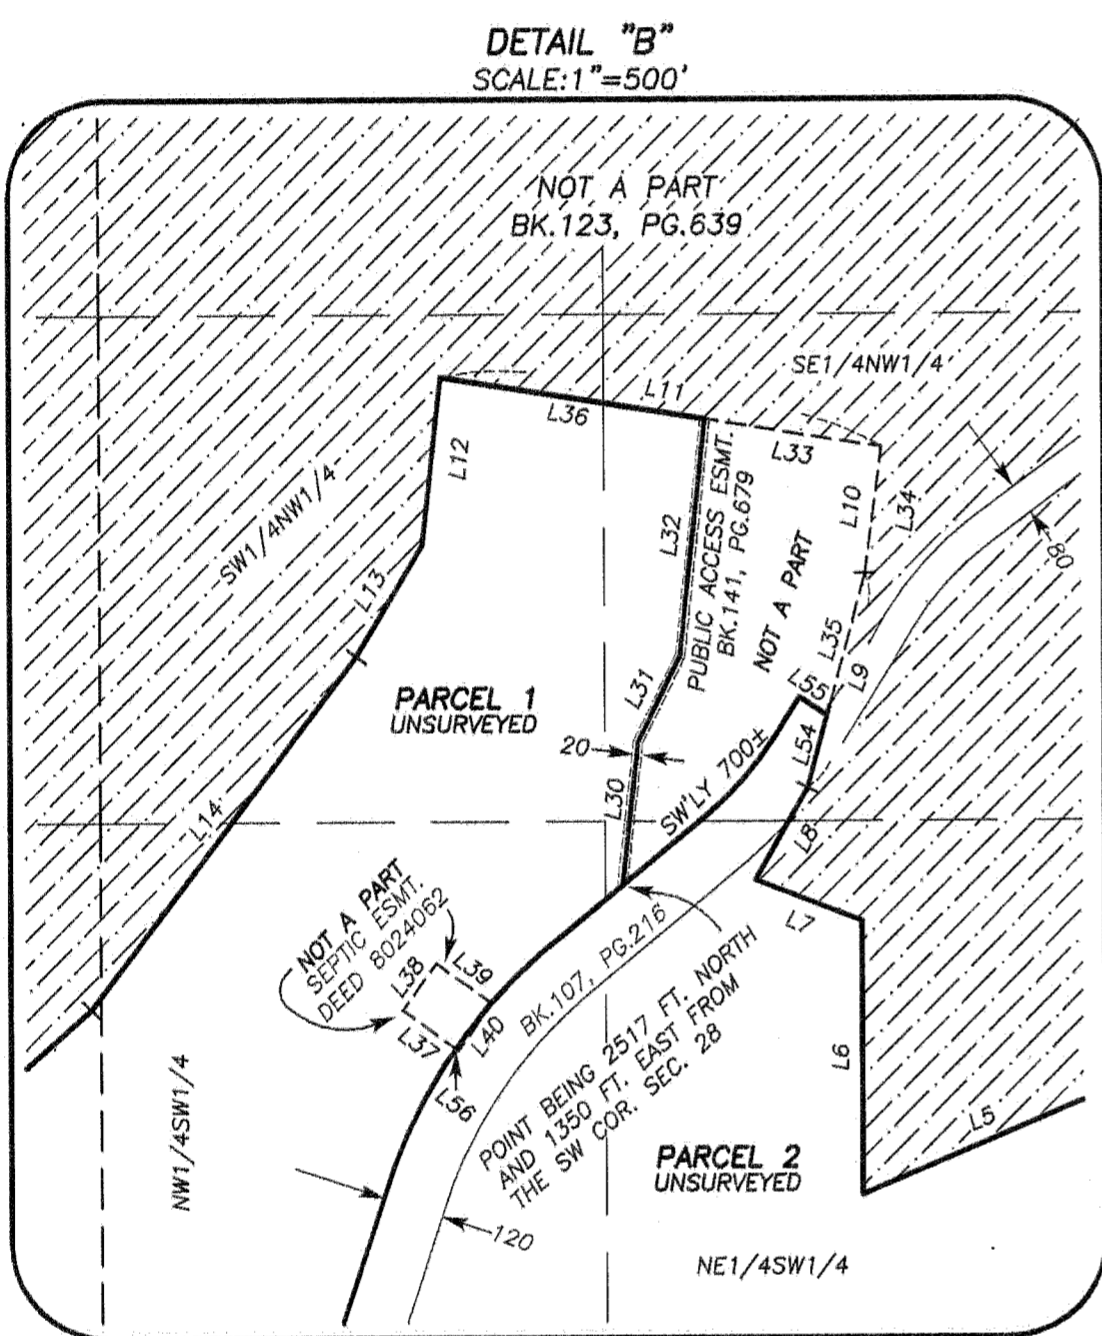 DETAIL "B"
SCALE:1"=500'
NOT A PART
BK.123, PG.639
SE1/4NW1/4
L11
L36
L33
L12
L10
L34
80
SW1/4NW1/4
L32
PUBLIC ACCESS ESMT.
BK.141, PG.679
NOT A PART
L13
L35
L9
L31
L55
PARCEL 1
UNSURVEYED
20
L54
L30
SW'LY 700±
L14
L8
NOT A PART
SEPTIC ESMT.
DEED 8024062
L7
L38
L39
BK.107, PG.216
L37
L40
L56
POINT BEING 2517 FT. NORTH
AND 1350 FT. EAST FROM
THE SW COR. SEC. 28
L6
L5
NW1/4SW1/4
PARCEL 2
UNSURVEYED
120
NE1/4SW1/4